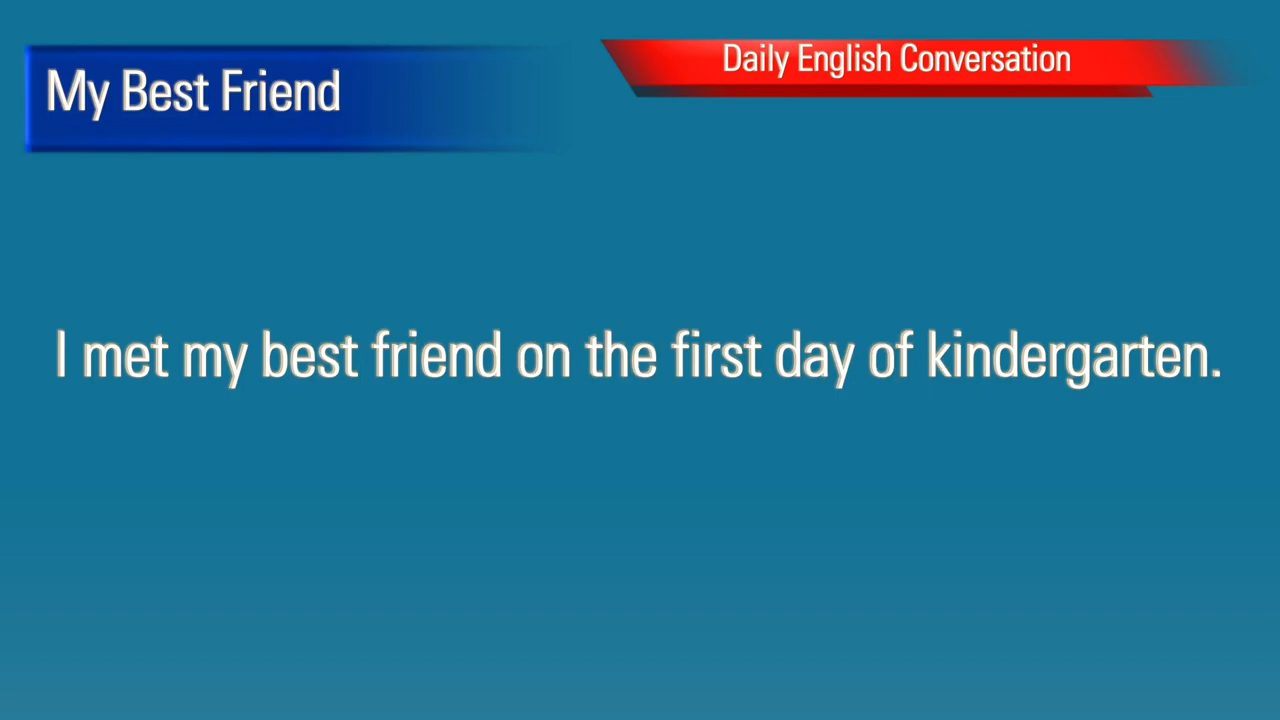 My Best Friend
Daily English Conversation
I met my best friend on the first day of kindergarten.